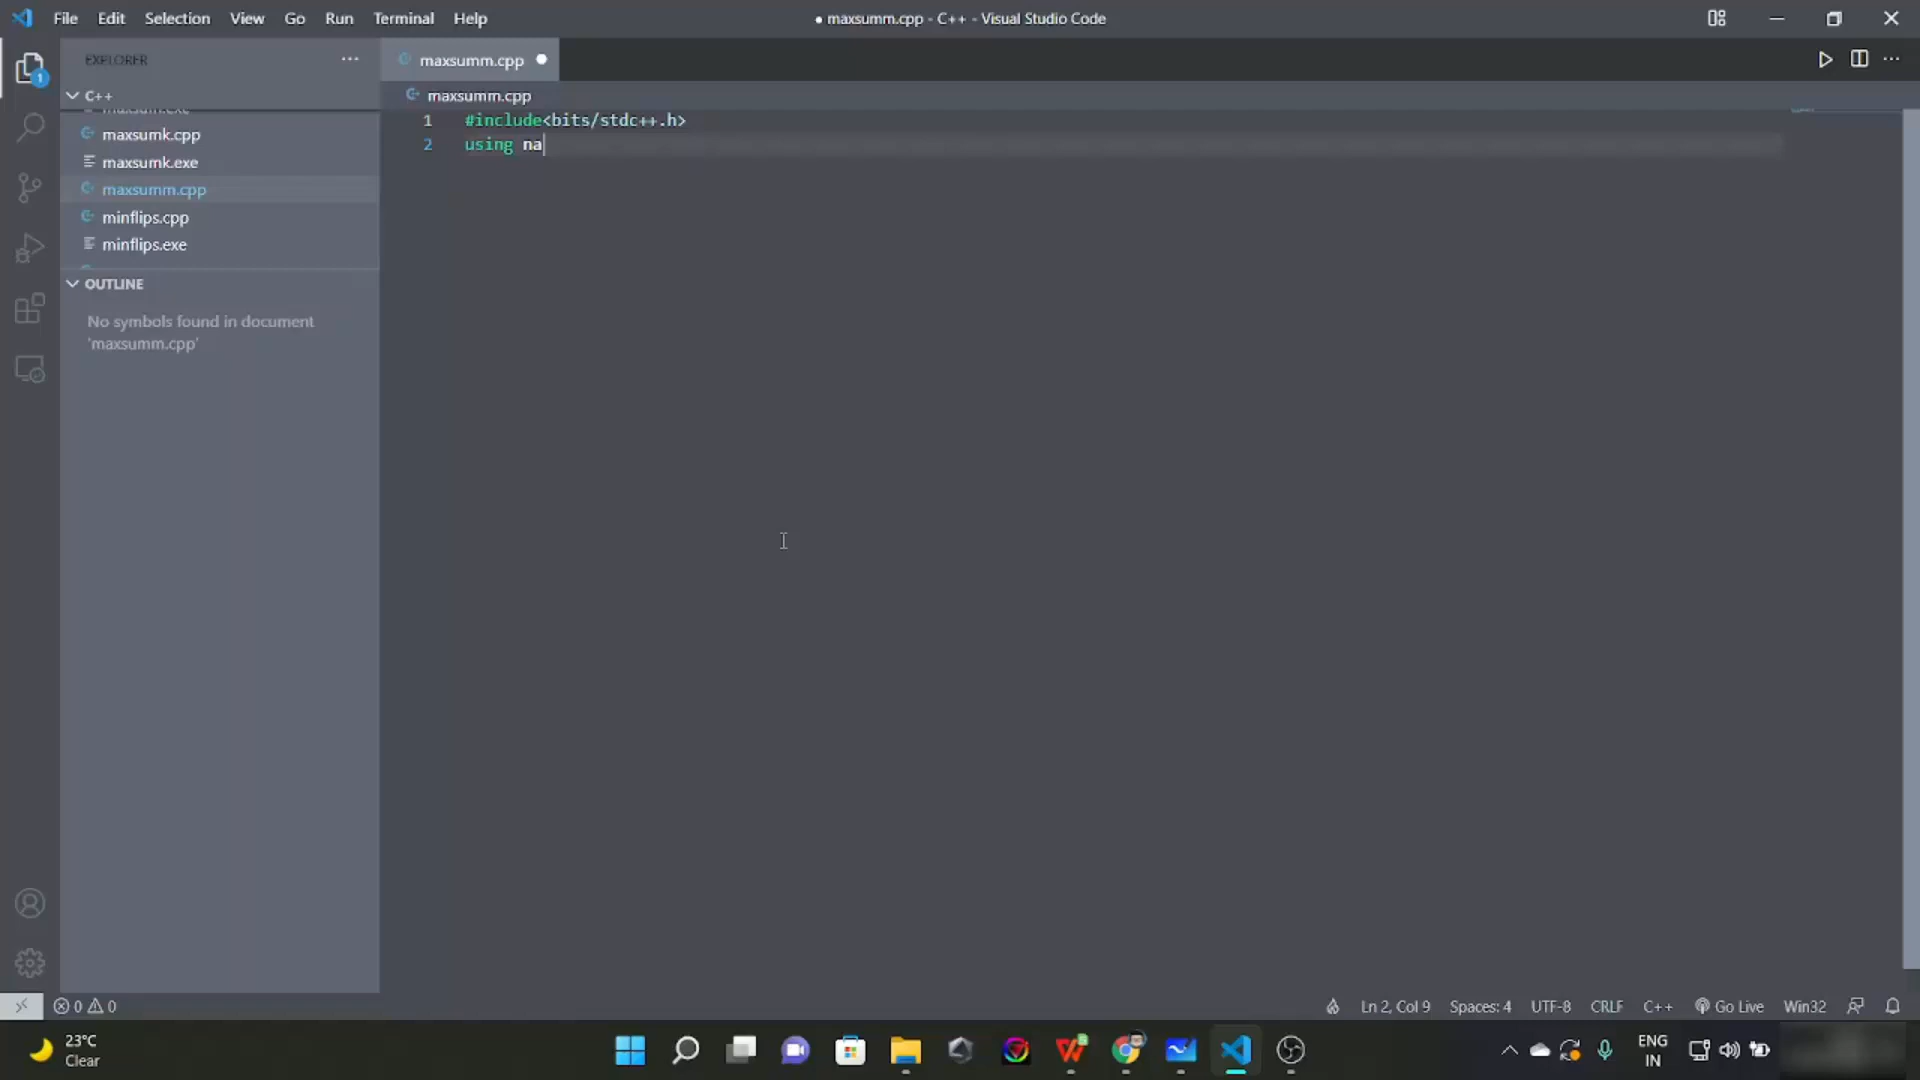 File Edit Selection View Go Run Terminal Help
● maxsumm.cpp - C++ - Visual Studio Code
EXPLORER
maxsumm.cpp
C++
maxsumm.cpp
maxsum.exe
maxsumk.cpp
maxsumk.exe
maxsumm.cpp
minflips.cpp
minflips.exe
OUTLINE
No symbols found in document
'maxsumm.cpp'
1 #include<bits/stdc++.h>
2 using na
0 0
Ln 2, Col 9 Spaces: 4 UTF-8 CRLF C++ Go Live Win32
23°C
Clear
ENG
IN